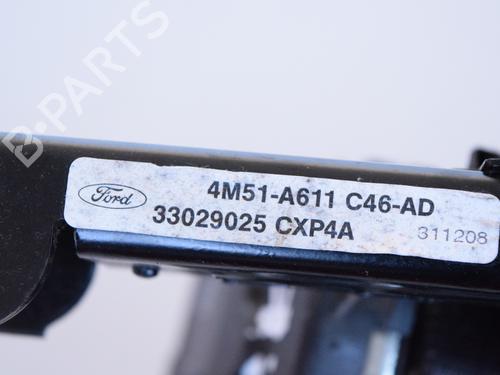 B-PARTS
Ford
4M51-A611 C46-AD
33029025 CXP4A
311208